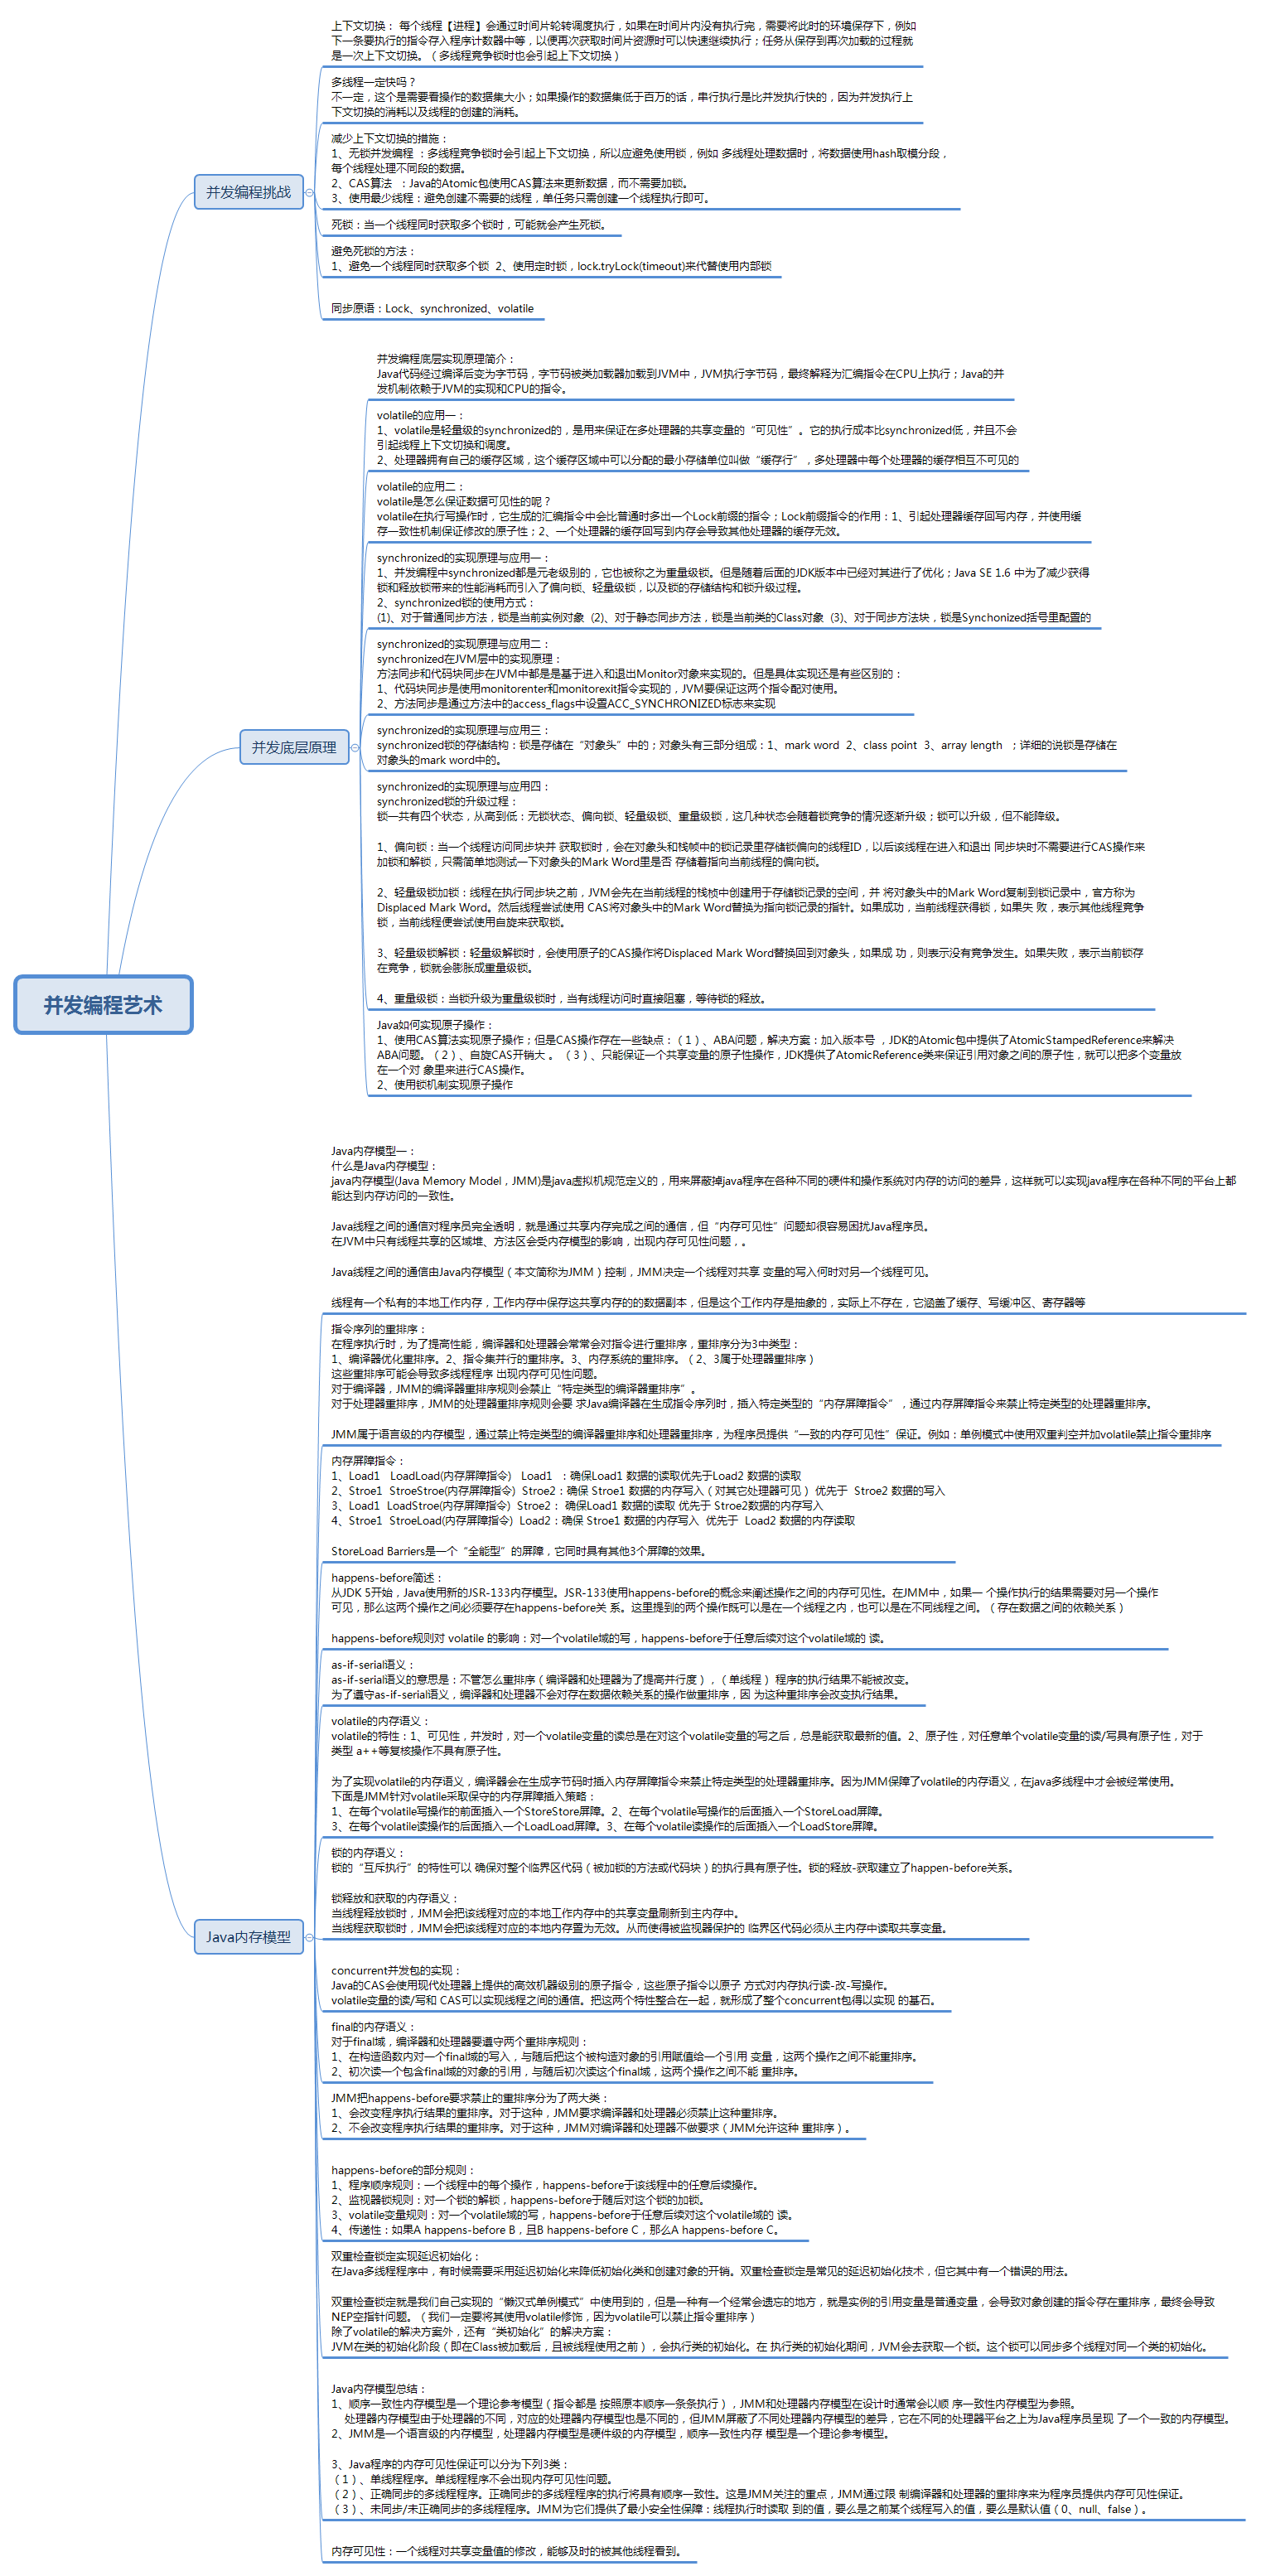 上下文切换： 每个线程【进程】会通过时间片轮转调度执行，如果在时间片内没有执行完，需要将此时的环境保存下，例如
下一条要执行的指令存入程序计数器中等，以便再次获取时间片资源时可以快速继续执行；任务从保存到再次加载的过程就
是一次上下文切换。（多线程竞争锁时也会引起上下文切换）
多线程一定快吗？
不一定，这个是需要看操作的数据集大小；如果操作的数据集低于百万的话，串行执行是比并发执行快的，因为并发执行上
下文切换的消耗以及线程的创建的消耗。
减少上下文切换的措施：
1、无锁并发编程 ：多线程竞争锁时会引起上下文切换，所以应避免使用锁，例如 多线程处理数据时，将数据使用hash取模分段，
每个线程处理不同段的数据。
2、CAS算法 ：Java的Atomic包使用CAS算法来更新数据，而不需要加锁。
3、使用最少线程：避免创建不需要的线程，单任务只需创建一个线程执行即可。
并发编程挑战
死锁：当一个线程同时获取多个锁时，可能就会产生死锁。
避免死锁的方法：
1、避免一个线程同时获取多个锁 2、使用定时锁，lock.tryLock(timeout)来代替使用内部锁
同步原语：Lock、synchronized、volatile
并发编程底层实现原理简介：
Java代码经过编译后变为字节码，字节码被类加载器加载到JVM中，JVM执行字节码，最终解释为汇编指令在CPU上执行；Java的并
发机制依赖于JVM的实现和CPU的指令。
volatile的应用一：
1、volatile是轻量级的synchronized的，是用来保证在多处理器的共享变量的“可见性”。它的执行成本比synchronized低，并且不会
引起线程上下文切换和调度。
2、处理器拥有自己的缓存区域，这个缓存区域中可以分配的最小存储单位叫做“缓存行”，多处理器中每个处理器的缓存相互不可见的
volatile的应用二：
volatile是怎么保证数据可见性的呢？
volatile在执行写操作时，它生成的汇编指令中会比普通时多出一个Lock前缀的指令；Lock前缀指令的作用：1、引起处理器缓存回写内存，并使用缓
存一致性机制保证修改的原子性；2、一个处理器的缓存回写到内存会导致其他处理器的缓存无效。
synchronized的实现原理与应用一：
1、并发编程中synchronized都是元老级别的，它也被称之为重量级锁。但是随着后面的JDK版本中已经对其进行了优化；Java SE 1.6 中为了减少获得
锁和释放锁带来的性能消耗而引入了偏向锁、轻量级锁，以及锁的存储结构和锁升级过程。
2、synchronized锁的使用方式：
(1)、对于普通同步方法，锁是当前实例对象 (2)、对于静态同步方法，锁是当前类的Class对象 (3)、对于同步方法块，锁是Synchonized括号里配置的
synchronized的实现原理与应用二：
synchronized在JVM层中的实现原理：
方法同步和代码块同步在JVM中都是是基于进入和退出Monitor对象来实现的。但是具体实现还是有些区别的：
1、代码块同步是使用monitorenter和monitorexit指令实现的，JVM要保证这两个指令配对使用。
2、方法同步是通过方法中的access_flags中设置ACC_SYNCHRONIZED标志来实现
并发底层原理
synchronized的实现原理与应用三：
synchronized锁的存储结构：锁是存储在“对象头”中的；对象头有三部分组成：1、mark word 2、class point 3、array length ；详细的说锁是存储在
对象头的mark word中的。
synchronized的实现原理与应用四：
synchronized锁的升级过程：
锁一共有四个状态，从高到低：无锁状态、偏向锁、轻量级锁、重量级锁，这几种状态会随着锁竞争的情况逐渐升级；锁可以升级，但不能降级。
1、偏向锁：当一个线程访问同步块并 获取锁时，会在对象头和栈帧中的锁记录里存储锁偏向的线程ID，以后该线程在进入和退出 同步块时不需要进行CAS操作来
加锁和解锁，只需简单地测试一下对象头的Mark Word里是否 存储着指向当前线程的偏向锁。
2、轻量级锁加锁：线程在执行同步块之前，JVM会先在当前线程的栈桢中创建用于存储锁记录的空间，并 将对象头中的Mark Word复制到锁记录中，官方称为
Displaced Mark Word。然后线程尝试使用 CAS将对象头中的Mark Word替换为指向锁记录的指针。如果成功，当前线程获得锁，如果失 败，表示其他线程竞争
锁，当前线程便尝试使用自旋来获取锁。
3、轻量级锁解锁：轻量级解锁时，会使用原子的CAS操作将Displaced Mark Word替换回到对象头，如果成 功，则表示没有竞争发生。如果失败，表示当前锁存
在竞争，锁就会膨胀成重量级锁。
4、重量级锁：当锁升级为重量级锁时，当有线程访问时直接阻塞，等待锁的释放。
并发编程艺术
Java如何实现原子操作：
1、使用CAS算法实现原子操作；但是CAS操作存在一些缺点：（1）、ABA问题，解决方案：加入版本号 ，JDK的Atomic包中提供了AtomicStampedReference来解决
ABA问题。（2）、自旋CAS开销大 。 （3）、只能保证一个共享变量的原子性操作，JDK提供了AtomicReference类来保证引用对象之间的原子性，就可以把多个变量放
在一个对 象里来进行CAS操作。
2、使用锁机制实现原子操作
Java内存模型一：
什么是Java内存模型：
java内存模型(Java Memory Model，JMM)是java虚拟机规范定义的，用来屏蔽掉java程序在各种不同的硬件和操作系统对内存的访问的差异，这样就可以实现java程序在各种不同的平台上都
能达到内存访问的一致性。
Java线程之间的通信对程序员完全透明，就是通过共享内存完成之间的通信，但“内存可见性”问题却很容易困扰Java程序员。
在JVM中只有线程共享的区域堆、方法区会受内存模型的影响，出现内存可见性问题，。
Java线程之间的通信由Java内存模型（本文简称为JMM）控制，JMM决定一个线程对共享 变量的写入何时对另一个线程可见。
线程有一个私有的本地工作内存，工作内存中保存这共享内存的的数据副本，但是这个工作内存是抽象的，实际上不存在，它涵盖了缓存、写缓冲区、寄存器等
指令序列的重排序：
在程序执行时，为了提高性能，编译器和处理器会常常会对指令进行重排序，重排序分为3中类型：
1、编译器优化重排序。2、指令集并行的重排序。3、内存系统的重排序。（2、3属于处理器重排序）
这些重排序可能会导致多线程程序 出现内存可见性问题。
对于编译器，JMM的编译器重排序规则会禁止“特定类型的编译器重排序”。
对于处理器重排序，JMM的处理器重排序规则会要 求Java编译器在生成指令序列时，插入特定类型的“内存屏障指令”，通过内存屏障指令来禁止特定类型的处理器重排序。
JMM属于语言级的内存模型，通过禁止特定类型的编译器重排序和处理器重排序，为程序员提供“一致的内存可见性”保证。例如：单例模式中使用双重判空并加volatile禁止指令重排序
内存屏障指令：
1、Load1 LoadLoad(内存屏障指令) Load1 ：确保Load1 数据的读取优先于Load2 数据的读取
2、Stroe1 StroeStroe(内存屏障指令) Stroe2：确保 Stroe1 数据的内存写入（对其它处理器可见） 优先于 Stroe2 数据的写入
3、Load1 LoadStroe(内存屏障指令) Stroe2： 确保Load1 数据的读取 优先于 Stroe2数据的内存写入
4、Stroe1 StroeLoad(内存屏障指令) Load2：确保 Stroe1 数据的内存写入 优先于 Load2 数据的内存读取
StoreLoad Barriers是一个“全能型”的屏障，它同时具有其他3个屏障的效果。
happens-before简述：
从JDK 5开始，Java使用新的JSR-133内存模型。JSR-133使用happens-before的概念来阐述操作之间的内存可见性。在JMM中，如果一 个操作执行的结果需要对另一个操作
可见，那么这两个操作之间必须要存在happens-before关 系。这里提到的两个操作既可以是在一个线程之内，也可以是在不同线程之间。（存在数据之间的依赖关系）
happens-before规则对 volatile 的影响：对一个volatile域的写，happens-before于任意后续对这个volatile域的 读。
as-if-serial语义：
as-if-serial语义的意思是：不管怎么重排序（编译器和处理器为了提高并行度），（单线程） 程序的执行结果不能被改变。
为了遵守as-if-serial语义，编译器和处理器不会对存在数据依赖关系的操作做重排序，因 为这种重排序会改变执行结果。
volatile的内存语义：
volatile的特性：1、可见性，并发时，对一个volatile变量的读总是在对这个volatile变量的写之后，总是能获取最新的值。2、原子性，对任意单个volatile变量的读/写具有原子性，对于
类型 a++等复核操作不具有原子性。
为了实现volatile的内存语义，编译器会在生成字节码时插入内存屏障指令来禁止特定类型的处理器重排序。因为JMM保障了volatile的内存语义，在java多线程中才会被经常使用。
下面是JMM针对volatile采取保守的内存屏障插入策略：
1、在每个volatile写操作的前面插入一个StoreStore屏障。2、在每个volatile写操作的后面插入一个StoreLoad屏障。
3、在每个volatile读操作的后面插入一个LoadLoad屏障。3、在每个volatile读操作的后面插入一个LoadStore屏障。
锁的内存语义：
锁的“互斥执行”的特性可以 确保对整个临界区代码（被加锁的方法或代码块）的执行具有原子性。锁的释放-获取建立了happen-before关系。
锁释放和获取的内存语义：
当线程释放锁时，JMM会把该线程对应的本地工作内存中的共享变量刷新到主内存中。
当线程获取锁时，JMM会把该线程对应的本地内存置为无效。从而使得被监视器保护的 临界区代码必须从主内存中读取共享变量。
Java内存模型
concurrent并发包的实现：
Java的CAS会使用现代处理器上提供的高效机器级别的原子指令，这些原子指令以原子 方式对内存执行读-改-写操作。
volatile变量的读/写和 CAS可以实现线程之间的通信。把这两个特性整合在一起，就形成了整个concurrent包得以实现 的基石。
final的内存语义：
对于final域，编译器和处理器要遵守两个重排序规则：
1、在构造函数内对一个final域的写入，与随后把这个被构造对象的引用赋值给一个引用 变量，这两个操作之间不能重排序。
2、初次读一个包含final域的对象的引用，与随后初次读这个final域，这两个操作之间不能 重排序。
JMM把happens-before要求禁止的重排序分为了两大类：
1、会改变程序执行结果的重排序。对于这种，JMM要求编译器和处理器必须禁止这种重排序。
2、不会改变程序执行结果的重排序。对于这种，JMM对编译器和处理器不做要求（JMM允许这种 重排序）。
happens-before的部分规则：
1、程序顺序规则：一个线程中的每个操作，happens-before于该线程中的任意后续操作。
2、监视器锁规则：对一个锁的解锁，happens-before于随后对这个锁的加锁。
3、volatile变量规则：对一个volatile域的写，happens-before于任意后续对这个volatile域的 读。
4、传递性：如果A happens-before B，且B happens-before C，那么A happens-before C。
双重检查锁定实现延迟初始化：
在Java多线程程序中，有时候需要采用延迟初始化来降低初始化类和创建对象的开销。双重检查锁定是常见的延迟初始化技术，但它其中有一个错误的用法。
双重检查锁定就是我们自己实现的“懒汉式单例模式”中使用到的，但是一种有一个经常会遗忘的地方，就是实例的引用变量是普通变量，会导致对象创建的指令存在重排序，最终会导致
NEP空指针问题。（我们一定要将其使用volatile修饰，因为volatile可以禁止指令重排序）
除了volatile的解决方案外，还有“类初始化”的解决方案：
JVM在类的初始化阶段（即在Class被加载后，且被线程使用之前），会执行类的初始化。在 执行类的初始化期间，JVM会去获取一个锁。这个锁可以同步多个线程对同一个类的初始化。
Java内存模型总结：
1、顺序一致性内存模型是一个理论参考模型（指令都是 按照原本顺序一条条执行），JMM和处理器内存模型在设计时通常会以顺 序一致性内存模型为参照。
处理器内存模型由于处理器的不同，对应的处理器内存模型也是不同的，但JMM屏蔽了不同处理器内存模型的差异，它在不同的处理器平台之上为Java程序员呈现 了一个一致的内存模型。
2、JMM是一个语言级的内存模型，处理器内存模型是硬件级的内存模型，顺序一致性内存 模型是一个理论参考模型。
3、Java程序的内存可见性保证可以分为下列3类：
（1）、单线程程序。单线程程序不会出现内存可见性问题。
（2）、正确同步的多线程程序。正确同步的多线程程序的执行将具有顺序一致性。这是JMM关注的重点，JMM通过限 制编译器和处理器的重排序来为程序员提供内存可见性保证。
（3）、未同步/未正确同步的多线程程序。JMM为它们提供了最小安全性保障：线程执行时读取 到的值，要么是之前某个线程写入的值，要么是默认值（0、null、false）。
内存可见性：一个线程对共享变量值的修改，能够及时的被其他线程看到。